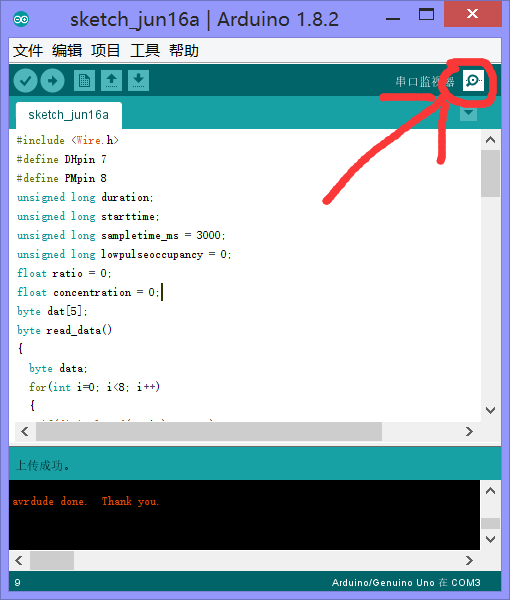 sketch_jun16a | Arduino 1.8.2
文件 编辑 项目 工具 帮助
串口监视器
sketch_jun16a
#include <Wire.h>
#define DHpin 7
#define PMpin 8
unsigned long duration;
unsigned long starttime;
unsigned long sampletime_ms = 3000;
unsigned long lowpulseoccupancy = 0;
float ratio = 0;
float concentration = 0;
byte dat[5];
byte read_data()
{
byte data;
for(int i=0; i<8; i++)
{
上传成功。
avrdude done.  Thank you.
9
Arduino/Genuino Uno 在 COM3